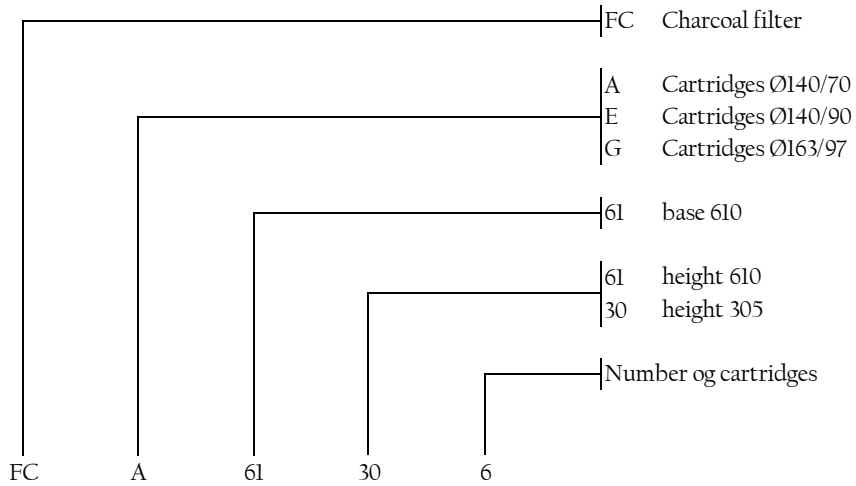 FC Charcoal filter
A Cartridges Ø140/70
E Cartridges Ø140/90
G Cartridges Ø163/97
61 base 610
61 height 610
30 height 305
Number og cartridges
FC A 61 30 6